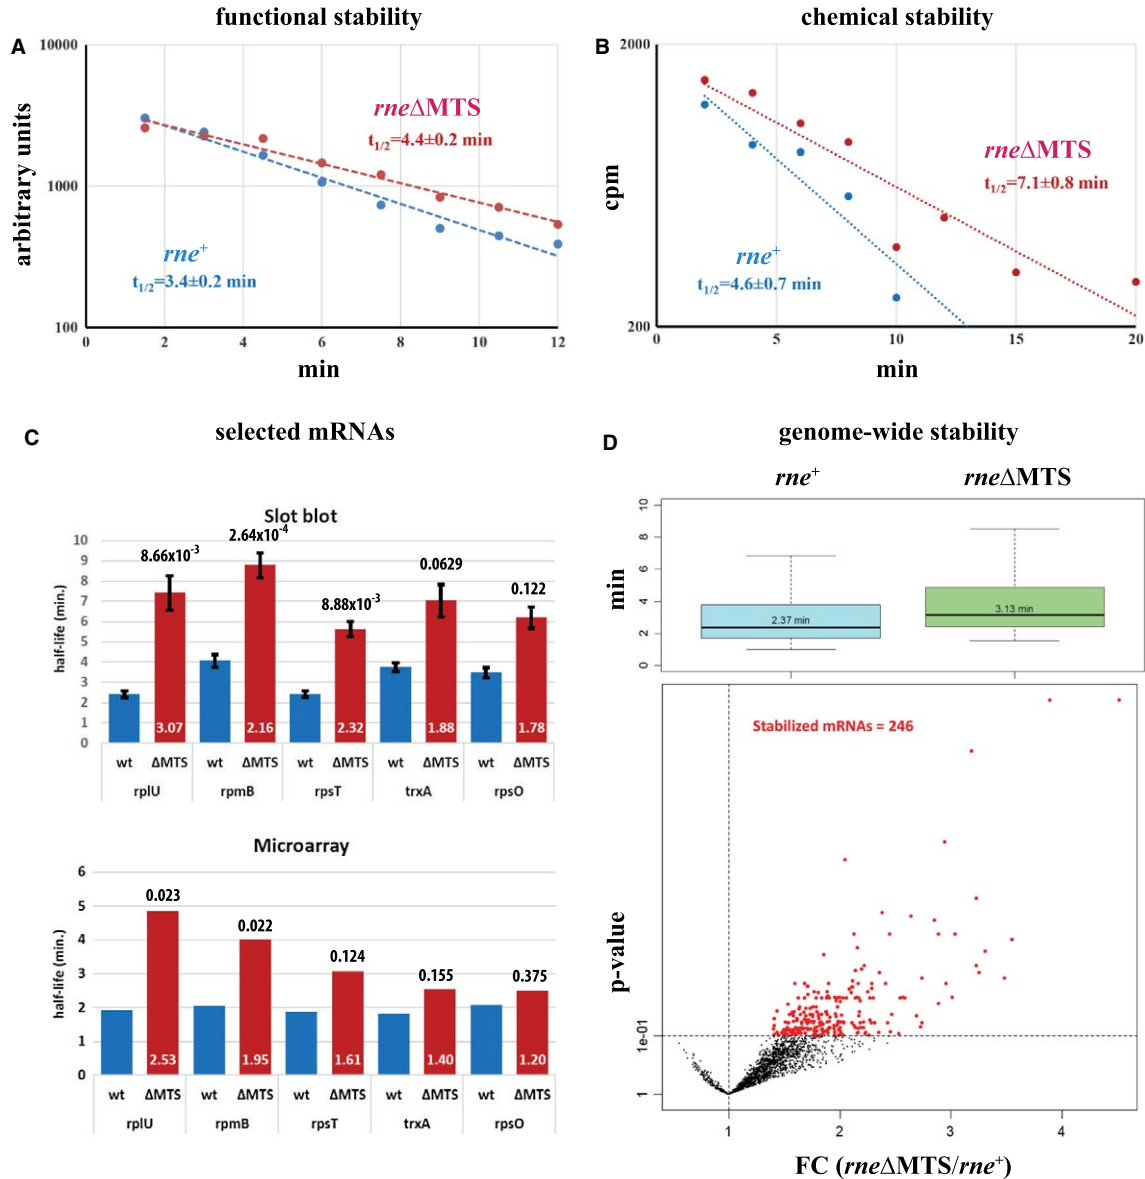 functional stability
chemical stability
A
B
10000
1000
100
0 2 4 6 8 10 12
arbitrary units
min
rneΔMTS
t1/2=4.4±0.2 min
rne+
t1/2=3.4±0.2 min
2000
200
0 5 10 15 20
cpm
min
rneΔMTS
t1/2=7.1±0.8 min
rne+
t1/2=4.6±0.7 min
C
selected mRNAs
Slot blot
half-life (min.)
10
9
8
7
6
5
4
3
2
1
0
8.66x10-3
2.64x10-4
8.88x10-3
0.0629
0.122
3.07 2.16 2.32 1.88 1.78
wt ΔMTS wt ΔMTS wt ΔMTS wt ΔMTS wt ΔMTS
rplU rpmB rpsT trxA rpsO
Microarray
half-life (min.)
6
5
4
3
2
1
0
0.023
0.022
0.124
0.155
0.375
2.53 1.95 1.61 1.40 1.20
wt ΔMTS wt ΔMTS wt ΔMTS wt ΔMTS wt ΔMTS
rplU rpmB rpsT trxA rpsO
D
genome-wide stability
rne+ rneΔMTS
min
10
8
6
4
2
0
2.37 min
3.13 min
Stabilized mRNAs = 246
p-value
1e-01
1
1 2 3 4
FC (rneΔMTS/rne+)